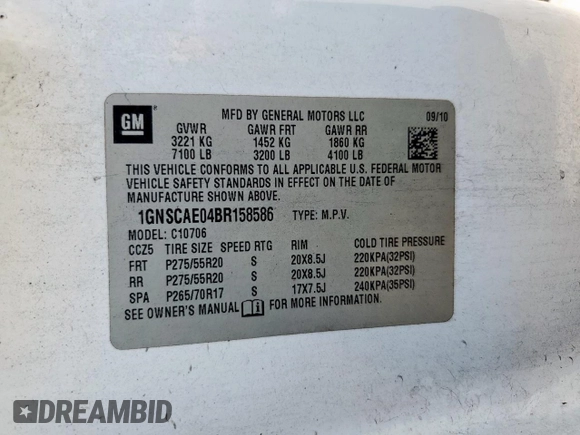 GM
MFD BY GENERAL MOTORS LLC 09/10
GVWR GAWR FRT GAWR RR
3221 KG 1452 KG 1860 KG
7100 LB 3200 LB 4100 LB
THIS VEHICLE CONFORMS TO ALL APPLICABLE U.S. FEDERAL MOTOR
VEHICLE SAFETY STANDARDS IN EFFECT ON THE DATE OF
MANUFACTURE SHOWN ABOVE.
1GNSCAE04BR158586 TYPE: M.P.V.
MODEL: C10706
CCZ5 TIRE SIZE SPEED RTG RIM COLD TIRE PRESSURE
FRT P275/55R20 S 20X8.5J 220KPA(32PSI)
RR P275/55R20 S 20X8.5J 220KPA(32PSI)
SPA P265/70R17 S 17X7.5J 240KPA(35PSI)
SEE OWNER'S MANUAL i FOR MORE INFORMATION.
DREAMBID